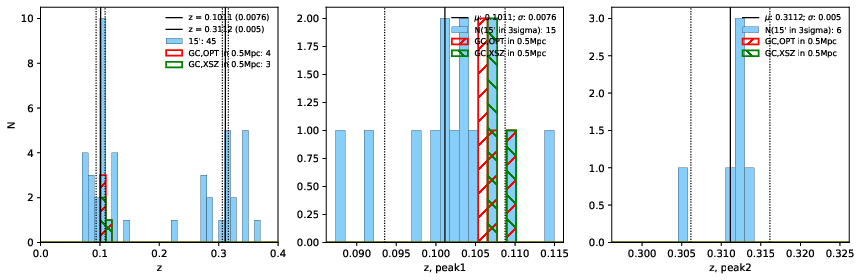 z = 0.1011 (0.0076)
z = 0.3112 (0.005)
15': 45
GC,OPT in 0.5Mpc: 4
GC,XSZ in 0.5Mpc: 3
10
8
6
4
2
0
N
0.0 0.1 0.2 0.3 0.4
z
μ: 0.1011; σ: 0.0076
N(15' in 3sigma): 15
GC,OPT in 0.5Mpc
GC,XSZ in 0.5Mpc
2.00
1.75
1.50
1.25
1.00
0.75
0.50
0.25
0.00
0.090 0.095 0.100 0.105 0.110 0.115
z, peak1
μ: 0.3112; σ: 0.005
N(15' in 3sigma): 6
GC,OPT in 0.5Mpc
GC,XSZ in 0.5Mpc
3.0
2.5
2.0
1.5
1.0
0.5
0.0
0.300 0.305 0.310 0.315 0.320 0.325
z, peak2